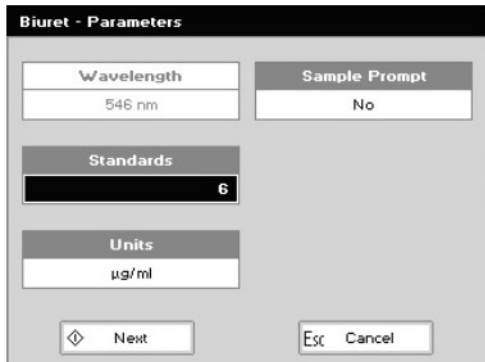 Biuret - Parameters
Wavelength
546 nm
Sample Prompt
No
Standards
6
Units
µg/ml
Next
Esc Cancel